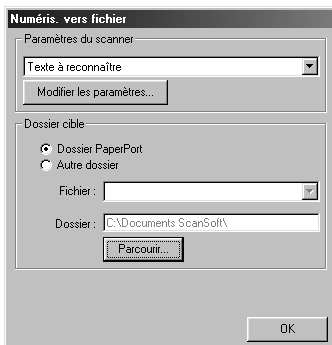 Numéris. vers fichier
Paramètres du scanner
Texte à reconnaître
Modifier les paramètres...
Dossier cible
Dossier PaperPort
Autre dossier
Fichier :
Dossier : C:\Documents ScanSoft\
Parcourir...
OK